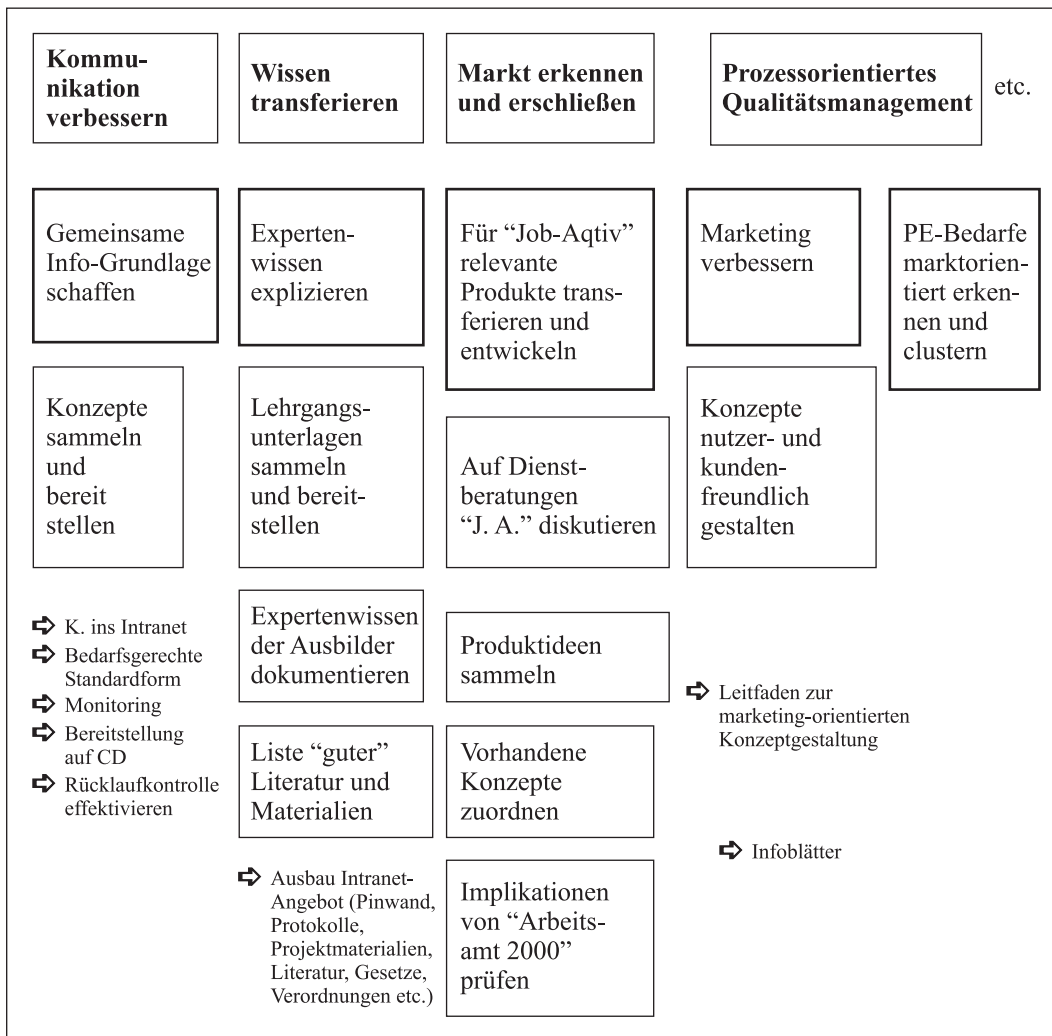 Kommu-
nikation
verbessern
Wissen
transferieren
Markt erkennen
und erschließen
Prozessorientiertes
Qualitätsmanagement
etc.
Gemeinsame
Info-Grundlage
schaffen
Experten-
wissen
explizieren
Für “Job-Aqtiv”
relevante
Produkte trans-
ferieren und
entwickeln
Marketing
verbessern
PE-Bedarfe
marktorien-
tiert erken-
nen und
clustern
Konzepte
sammeln
und
bereit
stellen
Lehrgangs-
unterlagen
sammeln
und bereit-
stellen
Auf Dienst-
beratungen
“J. A.” diskutieren
Konzepte
nutzer- und
kunden-
freundlich
gestalten
K. ins Intranet
Bedarfsgerechte
Standardform
Monitoring
Bereitstellung
auf CD
Rücklaufkontrolle
effektivieren
Expertenwissen
der Ausbilder
dokumentieren
Produktideen
sammeln
Leitfaden zur
marketing-orientierten
Konzeptgestaltung
Liste “guter”
Literatur und
Materialien
Vorhandene
Konzepte
zuordnen
Infoblätter
Ausbau Intranet-
Angebot (Pinwand,
Protokolle,
Projektmaterialien,
Literatur, Gesetze,
Verordnungen etc.)
Implikationen
von “Arbeits-
amt 2000”
prüfen